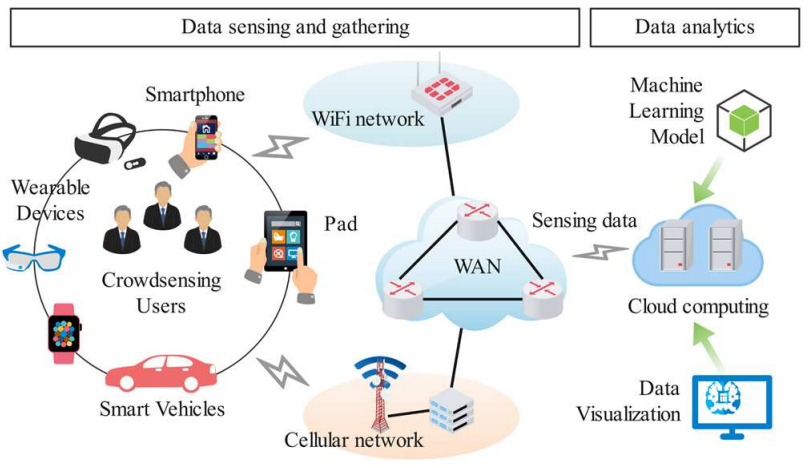 Data sensing and gathering
Data analytics
Smartphone
WiFi network
Machine
Learning
Model
Wearable
Devices
Pad
Sensing data
WAN
Crowdsensing
Users
Cloud computing
Smart Vehicles
Data
Visualization
Cellular network